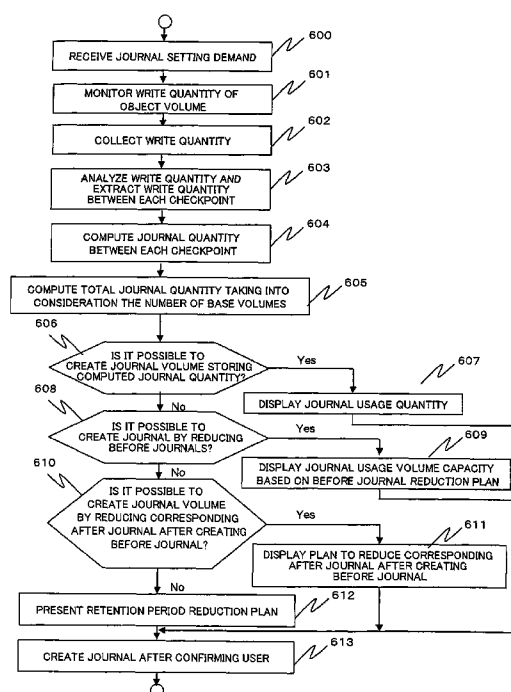 RECEIVE JOURNAL SETTING DEMAND
600
MONITOR WRITE QUANTITY OF
OBJECT VOLUME
601
COLLECT WRITE QUANTITY
602
ANALYZE WRITE QUANTITY AND
EXTRACT WRITE QUANTITY
BETWEEN EACH CHECKPOINT
603
COMPUTE JOURNAL QUANTITY
BETWEEN EACH CHECKPOINT
604
COMPUTE TOTAL JOURNAL QUANTITY TAKING INTO
CONSIDERATION THE NUMBER OF BASE VOLUMES
605
606
IS IT POSSIBLE TO
CREATE JOURNAL VOLUME STORING
COMPUTED JOURNAL QUANTITY?
Yes
607
DISPLAY JOURNAL USAGE QUANTITY
No
608
IS IT POSSIBLE TO
CREATE JOURNAL BY REDUCING
BEFORE JOURNALS?
Yes
609
DISPLAY JOURNAL USAGE VOLUME CAPACITY
BASED ON BEFORE JOURNAL REDUCTION PLAN
No
610
IS IT POSSIBLE TO
CREATE JOURNAL VOLUME
BY REDUCING CORRESPONDING
AFTER JOURNAL AFTER CREATING
BEFORE JOURNAL?
Yes
611
DISPLAY PLAN TO REDUCE CORRESPONDING
AFTER JOURNAL AFTER CREATING
BEFORE JOURNAL
No
612
PRESENT RETENTION PERIOD REDUCTION PLAN
613
CREATE JOURNAL AFTER CONFIRMING USER